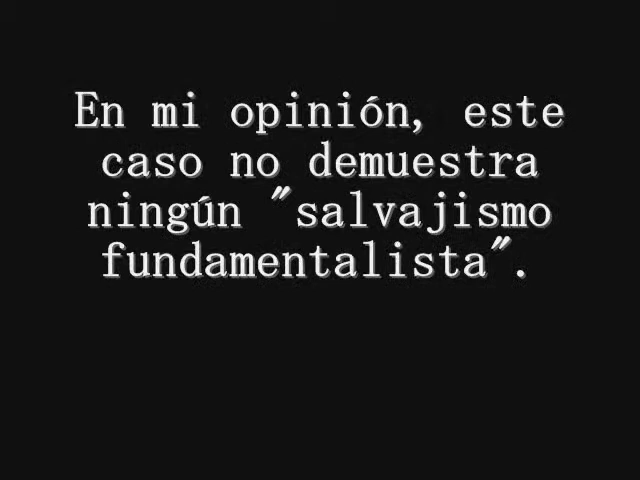 En mi opinión, este
caso no demuestra
ningún "salvajismo
fundamentalista".